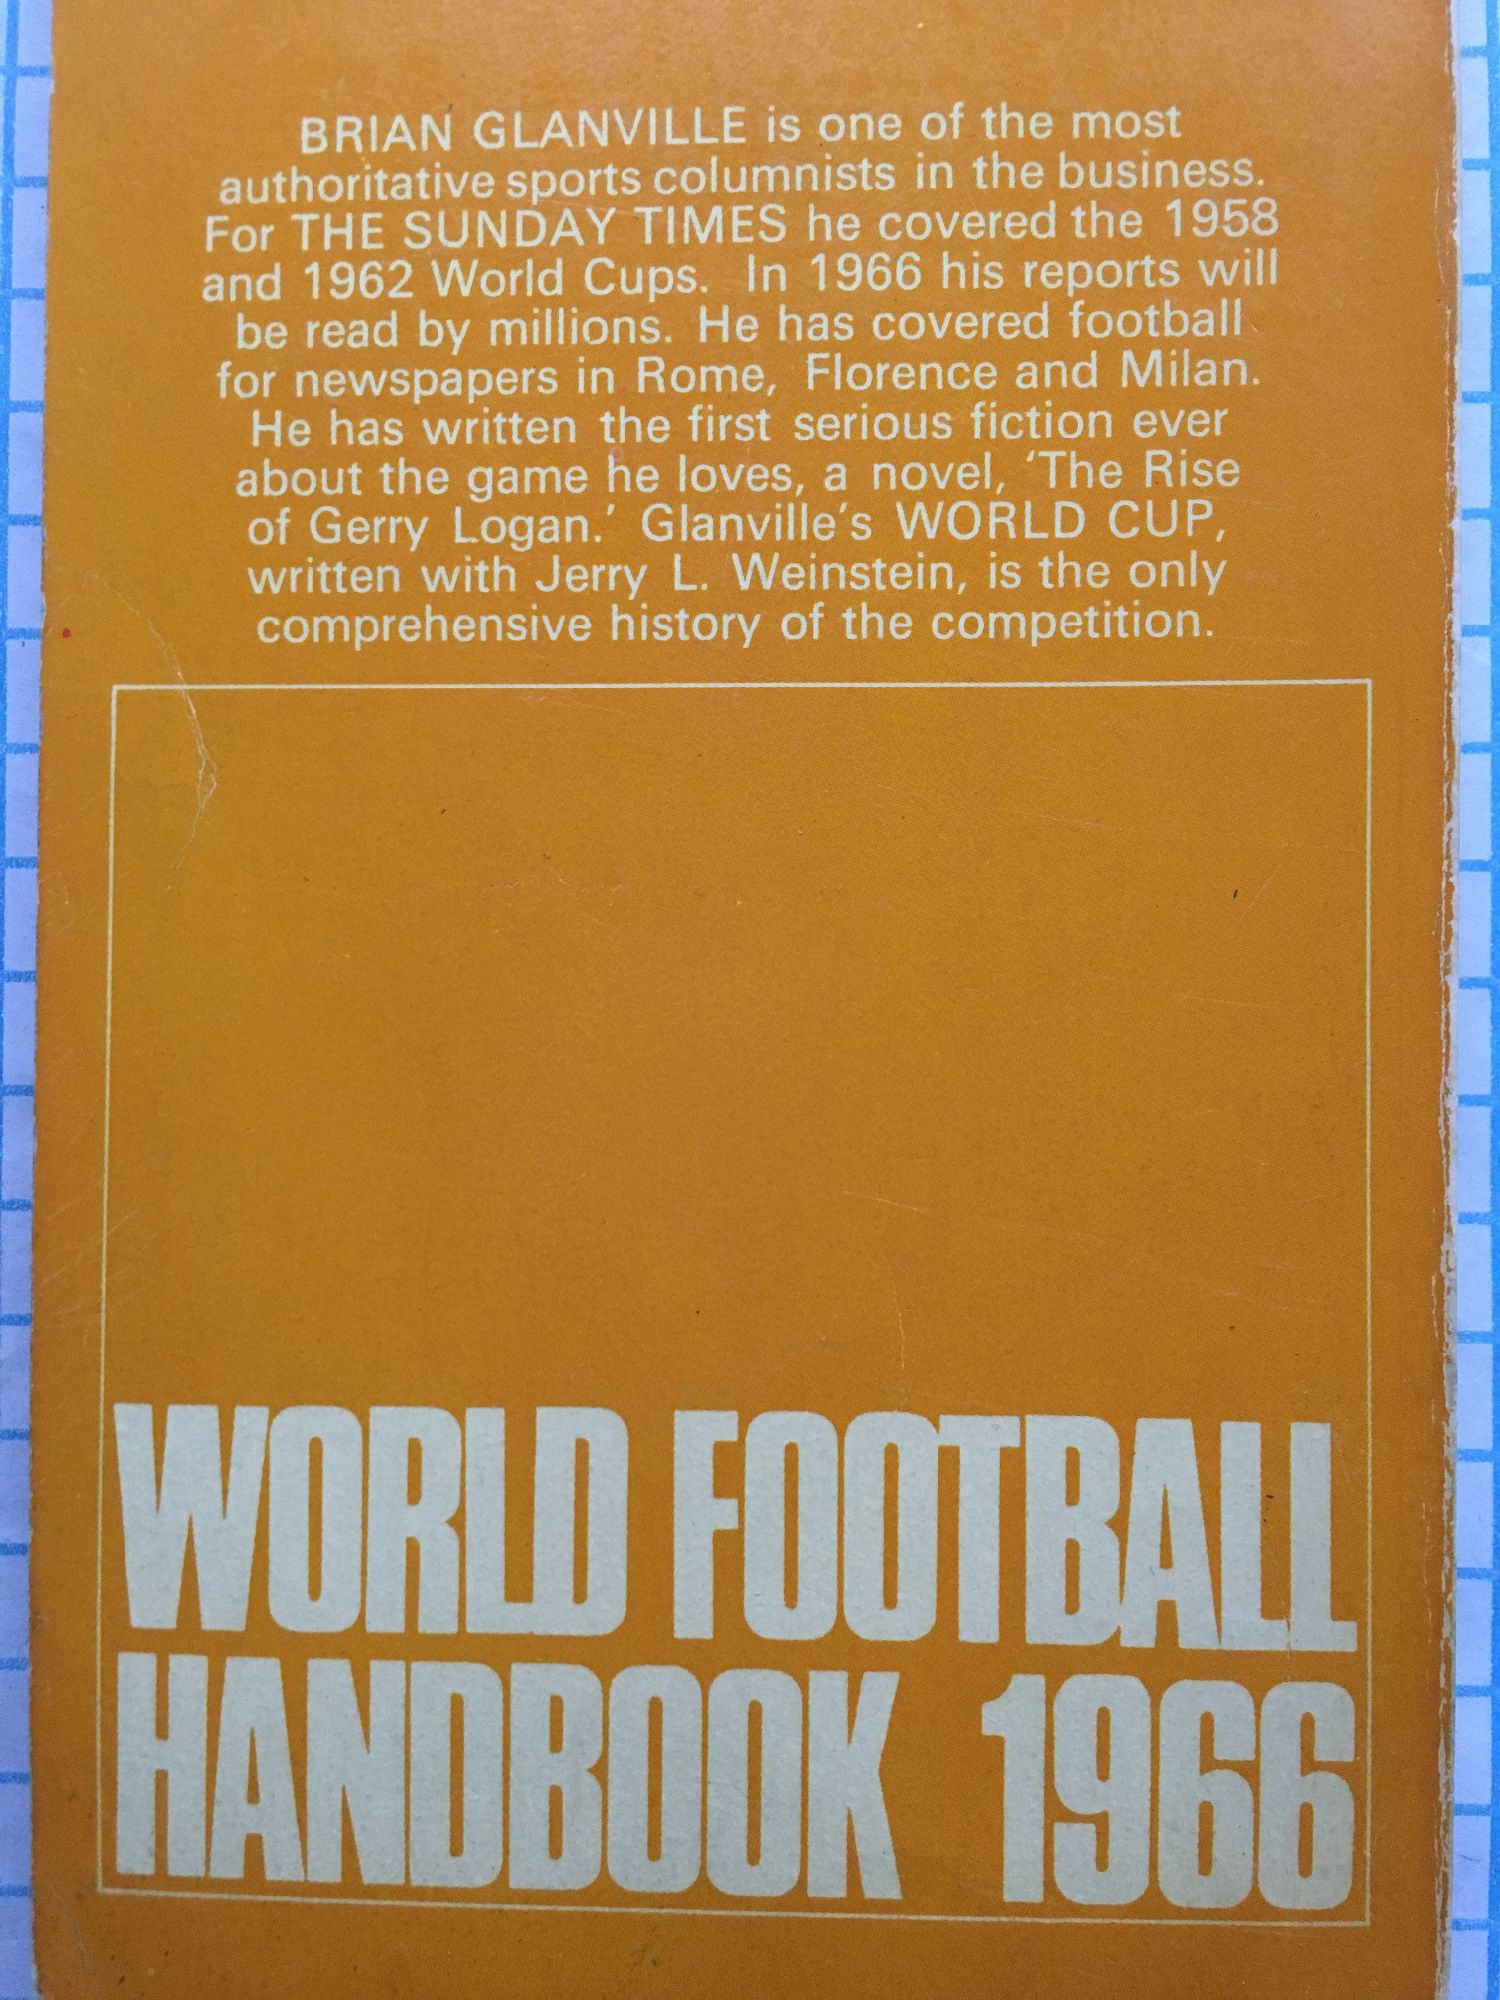 BRIAN GLANVILLE is one of the most
authoritative sports columnists in the business.
For THE SUNDAY TIMES he covered the 1958
and 1962 World Cups. In 1966 his reports will
be read by millions. He has covered football
for newspapers in Rome, Florence and Milan.
He has written the first serious fiction ever
about the game he loves, a novel, 'The Rise
of Gerry Logan.' Glanville's WORLD CUP,
written with Jerry L. Weinstein, is the only
comprehensive history of the competition.
WORLD FOOTBALL
HANDBOOK 1966